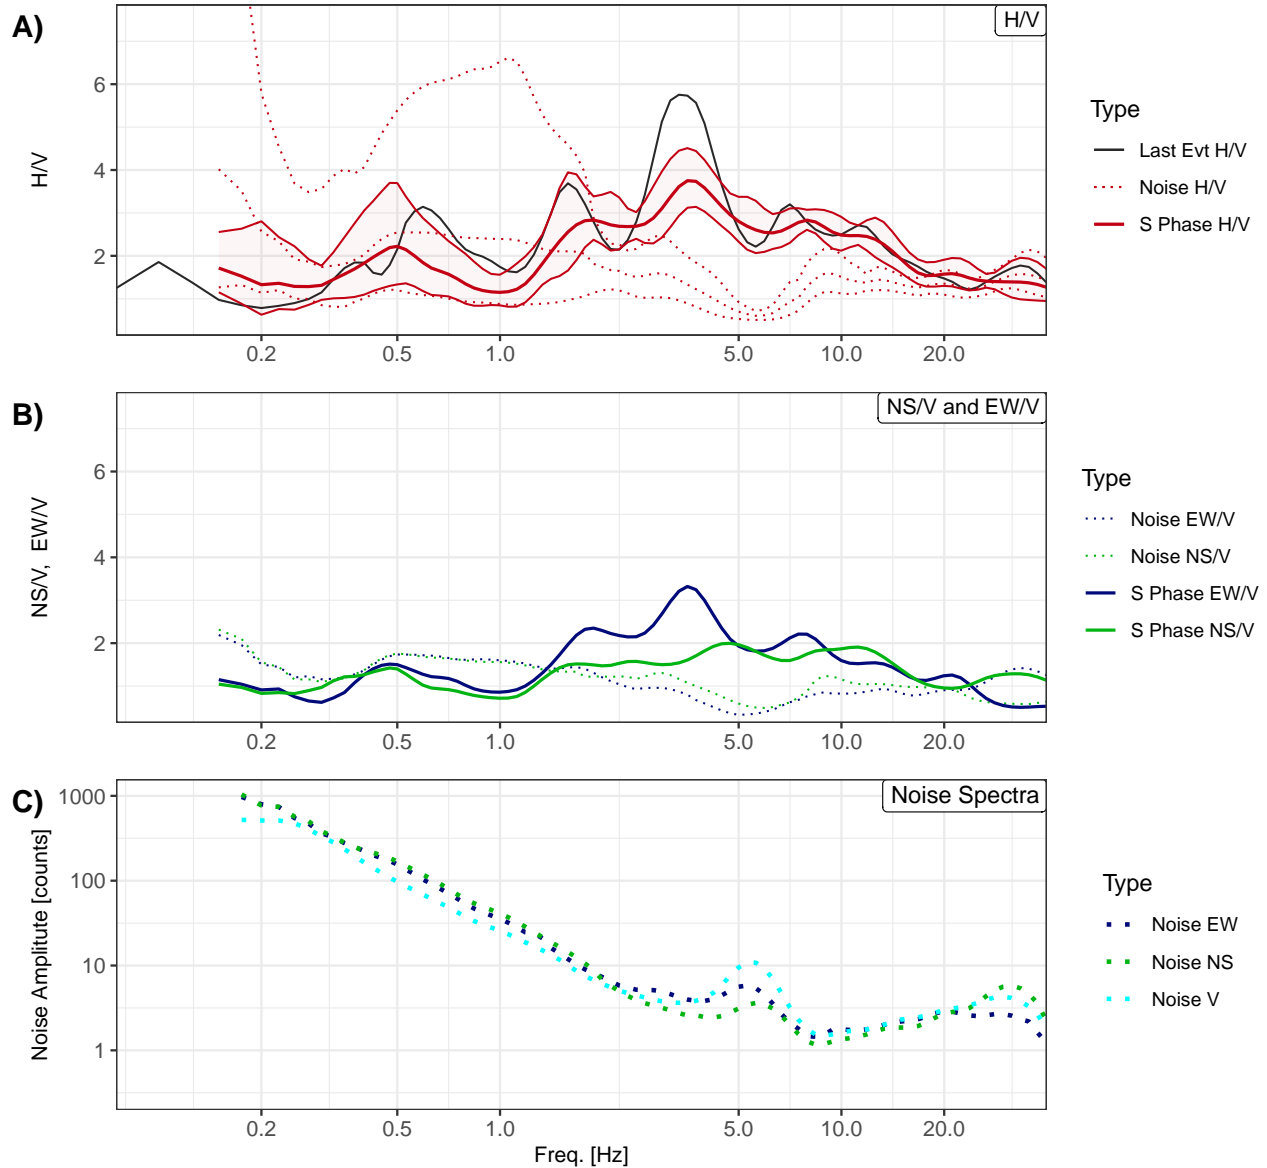 A)
H/V
H/V
2
4
6
0.2 0.5 1.0 5.0 10.0 20.0
Type
Last Evt H/V
Noise H/V
S Phase H/V
B)
NS/V and EW/V
NS/V, EW/V
2
4
6
0.2 0.5 1.0 5.0 10.0 20.0
Type
Noise EW/V
Noise NS/V
S Phase EW/V
S Phase NS/V
C)
Noise Spectra
Noise Amplitute [counts]
1000
100
10
1
0.2 0.5 1.0 5.0 10.0 20.0
Freq. [Hz]
Type
Noise EW
Noise NS
Noise V